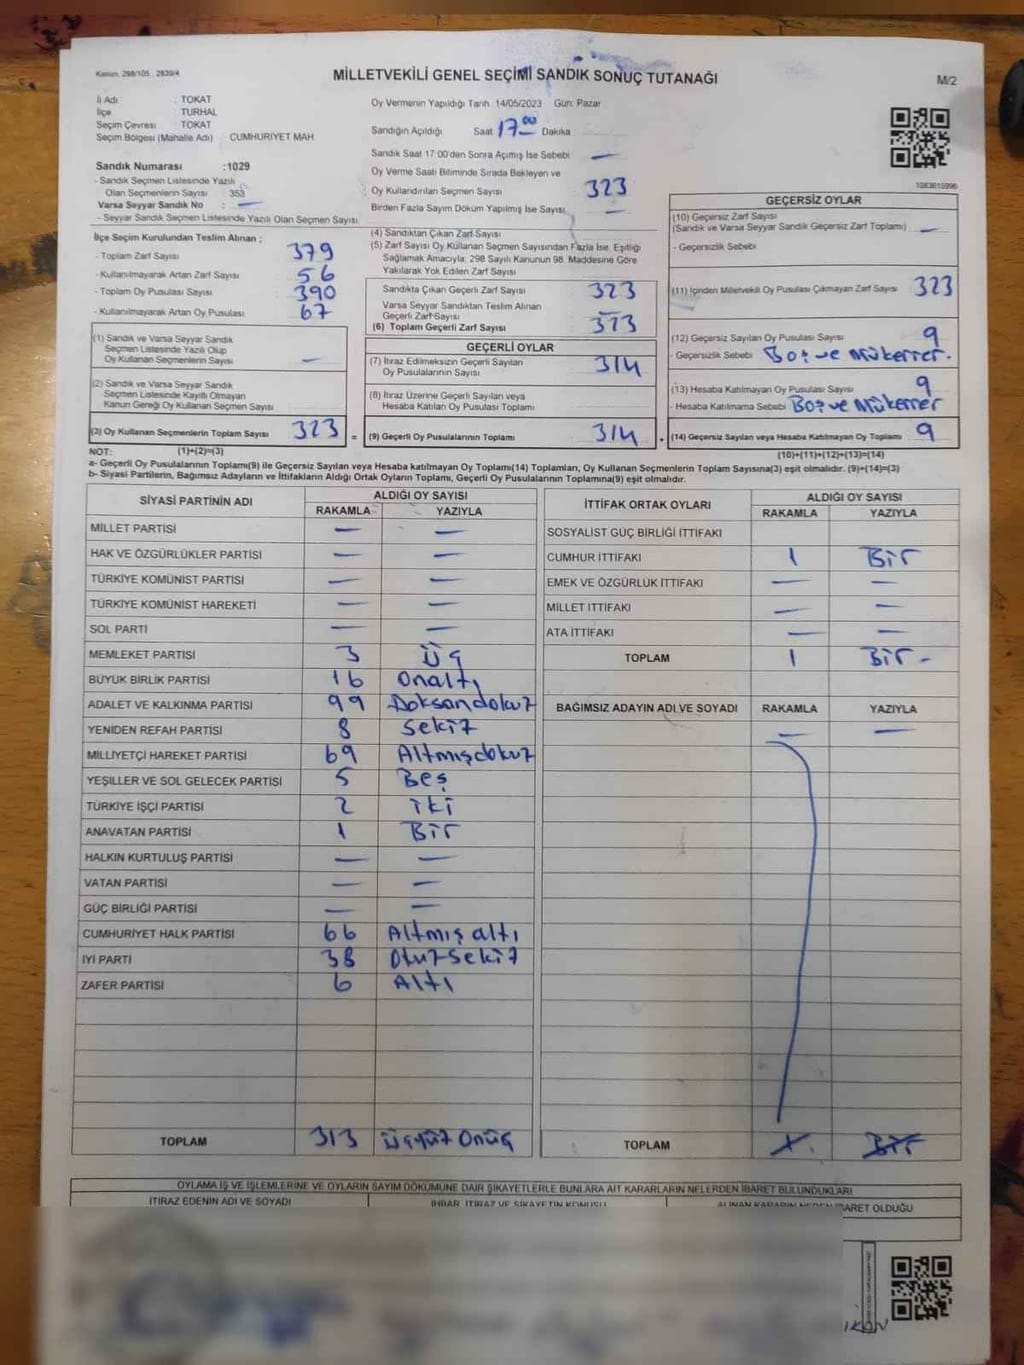 Kanun. 298/105 . 2839/4
MİLLETVEKİLİ GENEL SEÇİMİ SANDIK SONUÇ TUTANAĞI
M/2
İl Adı : TOKAT
İlçe TURHAL
Seçim Çevresi TOKAT
Seçim Bölgesi (Mahalle Adı) CUMHURİYET MAH.
Sandık Numarası :1029
- Sandık Seçmen Listesinde Yazılı
Olan Seçmenlerin Sayısı 353
Varsa Seyyar Sandık No : —
- Seyyar Sandık Seçmen Listesinde Yazılı Olan Seçmen Sayısı
Oy Vermenin Yapıldığı Tarih 14/05/2023 Gün: Pazar
Sandığın Açıldığı Saat 17 00 Dakika
Sandık Saat 17:00'den Sonra Açımış İse Sebebi —
Oy Verme Saati Bitiminde Sırada Bekleyen ve
Oy Kullandırılan Seçmen Sayısı 323
Birden Fazla Sayım Döküm Yapılmış İse Sayısı —
1083615996
İlçe Seçim Kurulundan Teslim Alınan ;
- Toplam Zarf Sayısı 379
- Kullanılmayarak Artan Zarf Sayısı 56
- Toplam Oy Pusulası Sayısı 390
- Kullanılmayarak Artan Oy Pusulası 67
(1) Sandık ve Varsa Seyyar Sandık
Seçmen Listesinde Yazılı Olup
Oy Kullanan Seçmenlerin Sayısı —
(2) Sandık ve Varsa Seyyar Sandık
Seçmen Listesinde Kayıtlı Olmayan
Kanun Gereği Oy Kullanan Seçmen Sayısı
(3) Oy Kullanan Seçmenlerin Toplam Sayısı 323 =
(4) Sandıktan Çıkan Zarf Sayısı
(5) Zarf Sayısı Oy Kullanan Seçmen Sayısından Fazla İse, Eşitliği
Sağlamak Amacıyla, 298 Sayılı Kanunun 98. Maddesine Göre
Yakılarak Yok Edilen Zarf Sayısı
Sandıkta Çıkan Geçerli Zarf Sayısı 323
Varsa Seyyar Sandıktan Teslim Alınan
Geçerli Zarf Sayısı —
(6) Toplam Geçerli Zarf Sayısı 323
GEÇERLİ OYLAR
(7) İtiraz Edilmeksizin Geçerli Sayılan
Oy Pusulalarının Sayısı 314
(8) İtiraz Üzerine Geçerli Sayılan veya
Hesaba Katılan Oy Pusulası Toplamı
(9) Geçerli Oy Pusulalarının Toplamı 314 +
GEÇERSİZ OYLAR
(10) Geçersiz Zarf Sayısı
(Sandık ve Varsa Seyyar Sandık Geçersiz Zarf Toplamı) —
- Geçersizlik Sebebi
(11) İçinden Milletvekili Oy Pusulası Çıkmayan Zarf Sayısı 323
(12) Geçersiz Sayılan Oy Pusulası Sayısı 9
- Geçersizlik Sebebi Boş ve Mükerrer.
(13) Hesaba Katılmayan Oy Pusulası Sayısı 9
- Hesaba Katılmama Sebebi Boş ve Mükerrer
(14) Geçersiz Sayılan veya Hesaba Katılmayan Oy Toplamı 9
NOT: (1)+(2)=(3) (10)+(11)+(12)+(13)=(14)
a- Geçerli Oy Pusulalarının Toplamı(9) ile Geçersiz Sayılan veya Hesaba katılmayan Oy Toplamı(14) Toplamları, Oy Kullanan Seçmenlerin Toplam Sayısına(3) eşit olmalıdır. (9)+(14)=(3)
b- Siyasi Partilerin, Bağımsız Adayların ve İttifakların Aldığı Ortak Oyların Toplamı, Geçerli Oy Pusulalarının Toplamına(9) eşit olmalıdır.
SİYASİ PARTİNİN ADI ALDIĞI OY SAYISI
RAKAMLA YAZIYLA
MİLLET PARTİSİ — —
HAK VE ÖZGÜRLÜKLER PARTİSİ — —
TÜRKİYE KOMÜNİST PARTİSİ — —
TÜRKİYE KOMÜNİST HAREKETİ — —
SOL PARTİ — —
MEMLEKET PARTİSİ 3 Üç
BÜYÜK BİRLİK PARTİSİ 16 Onaltı
ADALET VE KALKINMA PARTİSİ 99 Doksandokuz
YENİDEN REFAH PARTİSİ 8 Sekiz
MİLLİYETÇİ HAREKET PARTİSİ 69 Altmışdokuz
YEŞİLLER VE SOL GELECEK PARTİSİ 5 Beş
TÜRKİYE İŞÇİ PARTİSİ 2 İki
ANAVATAN PARTİSİ 1 Bir
HALKIN KURTULUŞ PARTİSİ — —
VATAN PARTİSİ — —
GÜÇ BİRLİĞİ PARTİSİ — —
CUMHURİYET HALK PARTİSİ 66 Altmış altı
İYİ PARTİ 38 Otuzsekiz
ZAFER PARTİSİ 6 Altı
TOPLAM 313 Üçyüz Onüç
İTTİFAK ORTAK OYLARI ALDIĞI OY SAYISI
RAKAMLA YAZIYLA
SOSYALİST GÜÇ BİRLİĞİ İTTİFAKI
CUMHUR İTTİFAKI 1 Bir
EMEK VE ÖZGÜRLÜK İTTİFAKI — —
MİLLET İTTİFAKI — —
ATA İTTİFAKI — —
TOPLAM 1 Bir -
BAĞIMSIZ ADAYIN ADI VE SOYADI RAKAMLA YAZIYLA
— —
TOPLAM Bir
OYLAMA İŞ VE İŞLEMLERİNE VE OYLARIN SAYIM DÖKÜMÜNE DAİR ŞİKAYETLERLE BUNLARA AİT KARARLARIN NELERDEN İBARET BULUNDUKLARI
İTİRAZ EDENİN ADI VE SOYADI İHBAR, İTİRAZ VE ŞİKAYETİN KONUSU ALINAN KARARIN NEDEN İBARET OLDUĞU